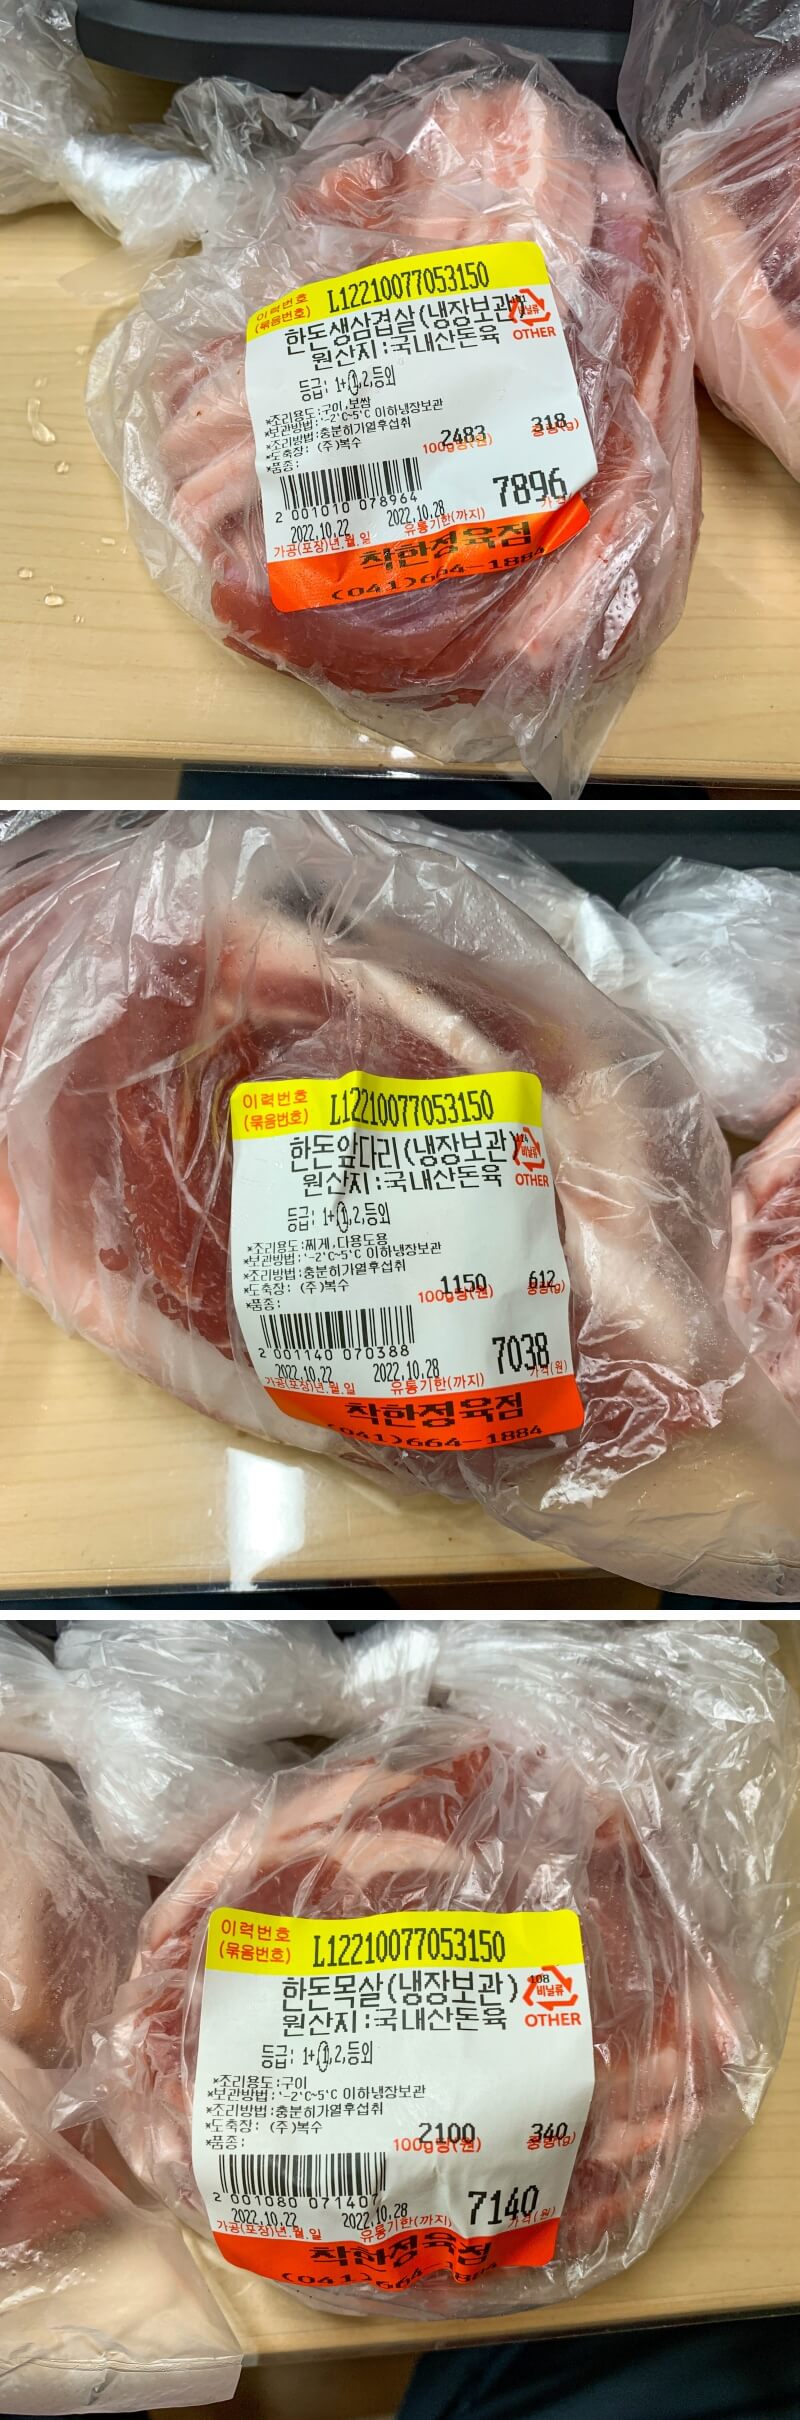 이력번호
(묶음번호)
L12210077053150
한돈생삼겹살(냉장보관)
비닐류
OTHER
원산지:국내산돈육
등급: 1+,1,2,등외
*조리용도:구이,보쌈
*보관방법:'-2'C~5'C 이하냉장보관
*조리방법:충분히가열후섭취
*도축장: (주)복수
*품종:
2483
100g당(원)
318
중량(g)
2 001010 078964
7896
가격
2022.10.22
2022.10.28
가공(포장)년.월.일
유통기한(까지)
착한정육점
(041)664-1884
이력번호
(묶음번호)
L12210077053150
한돈앞다리(냉장보관)
비닐류
OTHER
원산지:국내산돈육
등급: 1+,1,2,등외
*조리용도:찌게,다용도용
*보관방법:'-2'C~5'C 이하냉장보관
*조리방법:충분히가열후섭취
*도축장: (주)복수
*품종:
1150
100g당(원)
612
중량(g)
2 001140 070388
7038
가격(원)
2022.10.22
2022.10.28
가공(포장)년.월.일
유통기한(까지)
착한정육점
(041)664-1884
이력번호
(묶음번호)
L12210077053150
한돈목살(냉장보관)
108
비닐류
OTHER
원산지:국내산돈육
등급: 1+,1,2,등외
*조리용도:구이
*보관방법:'-2'C~5'C 이하냉장보관
*조리방법:충분히가열후섭취
*도축장: (주)복수
*품종:
2100
100g당(원)
340
중량(g)
2 001080 071407
7140
가격(원)
2022.10.22
2022.10.28
가공(포장)년.월.일
유통기한(까지)
착한정육점
(041)664